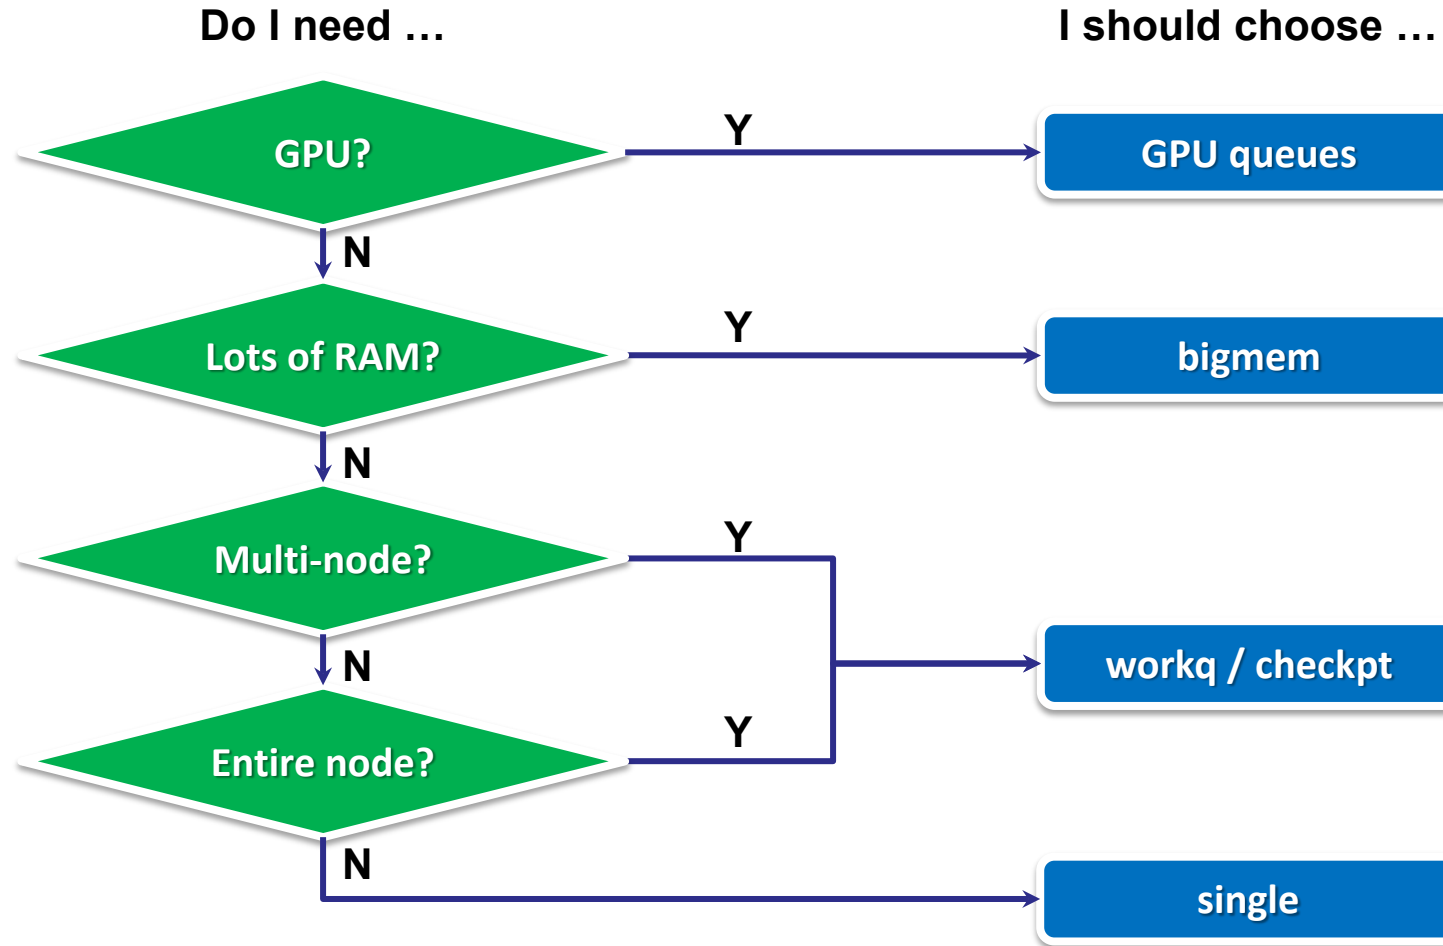 Do I need …
I should choose …
GPU?
Y
GPU queues
N
Lots of RAM?
Y
bigmem
N
Multi-node?
Y
N
workq / checkpt
Entire node?
Y
N
single